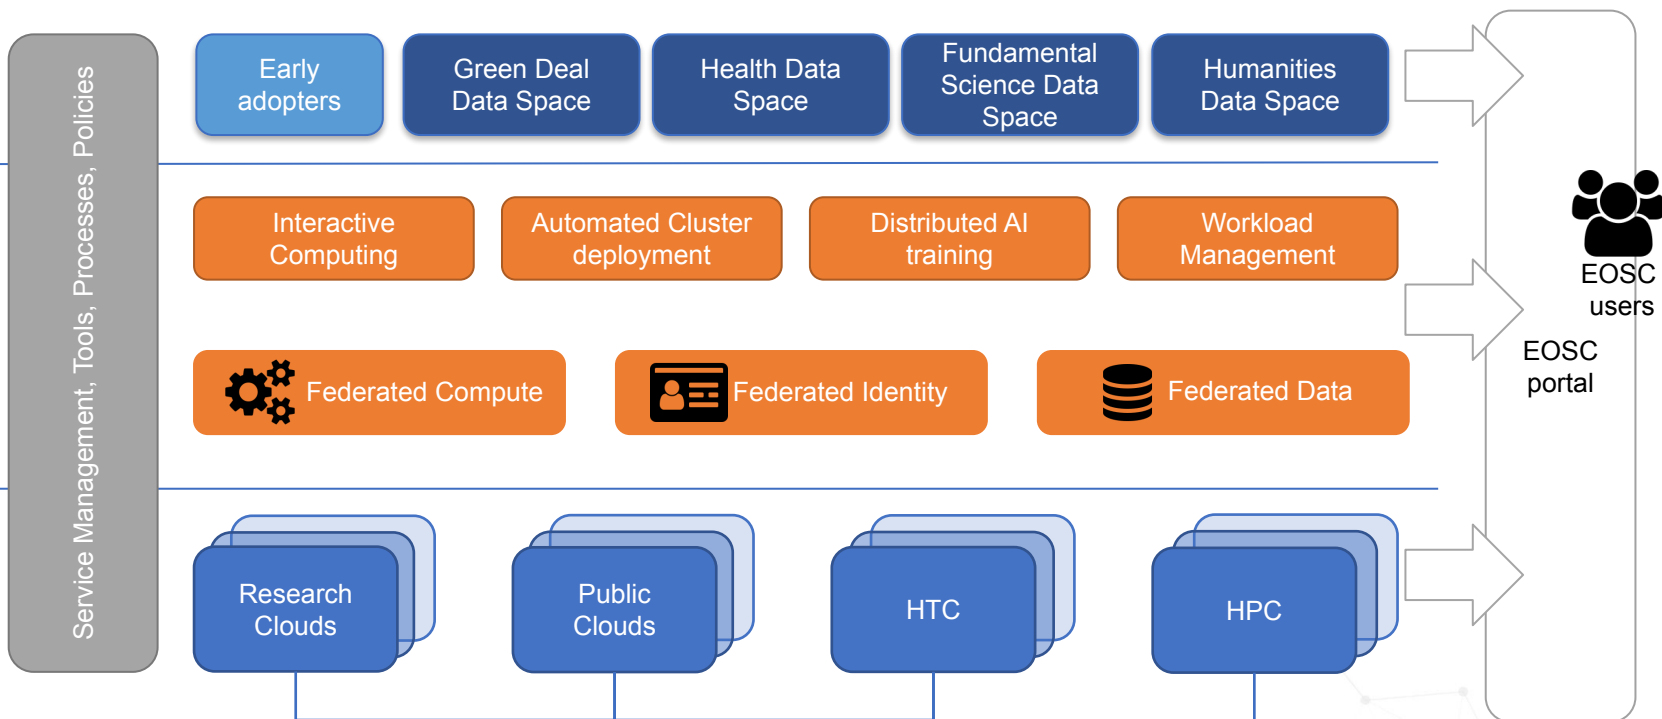 Service Management, Tools, Processes, Policies
Early
adopters
Green Deal
Data Space
Health Data
Space
Fundamental
Science Data
Space
Humanities
Data Space
Interactive
Computing
Automated Cluster
deployment
Distributed AI
training
Workload
Management
EOSC
users
Federated Compute
Federated Identity
Federated Data
EOSC
portal
Research
Clouds
Public
Clouds
HTC
HPC